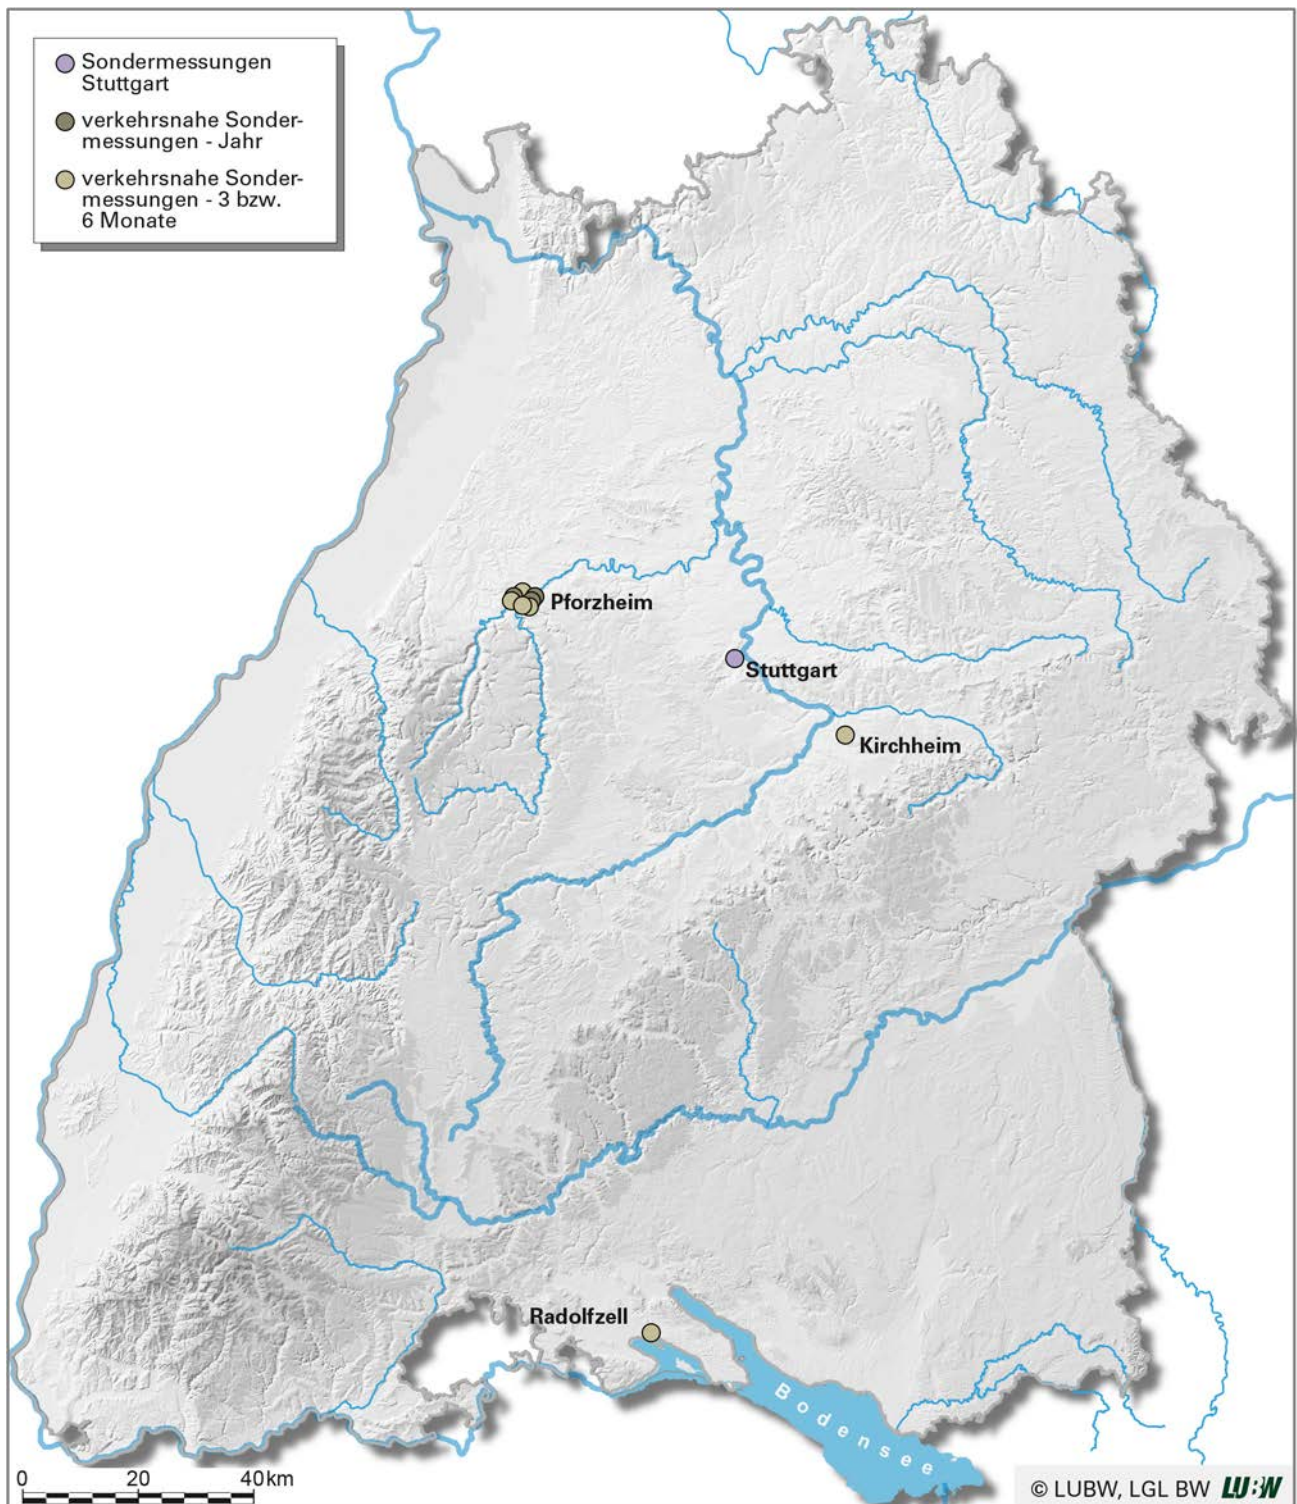 Sondermessungen
Stuttgart
verkehrsnahe Sonder-
messungen - Jahr
verkehrsnahe Sonder-
messungen - 3 bzw.
6 Monate
Pforzheim
Stuttgart
Kirchheim
Radolfzell
Bodensee
0 20 40km
© LUBW, LGL BW LUBW